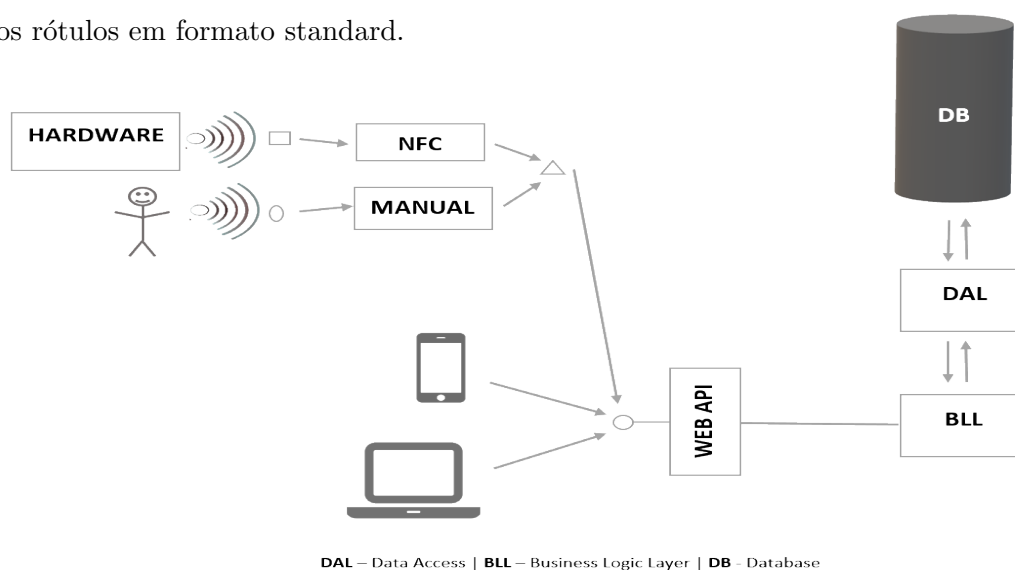 os rótulos em formato standard.
HARDWARE
NFC
MANUAL
DB
DAL
BLL
WEB API
DAL – Data Access | BLL – Business Logic Layer | DB - Database